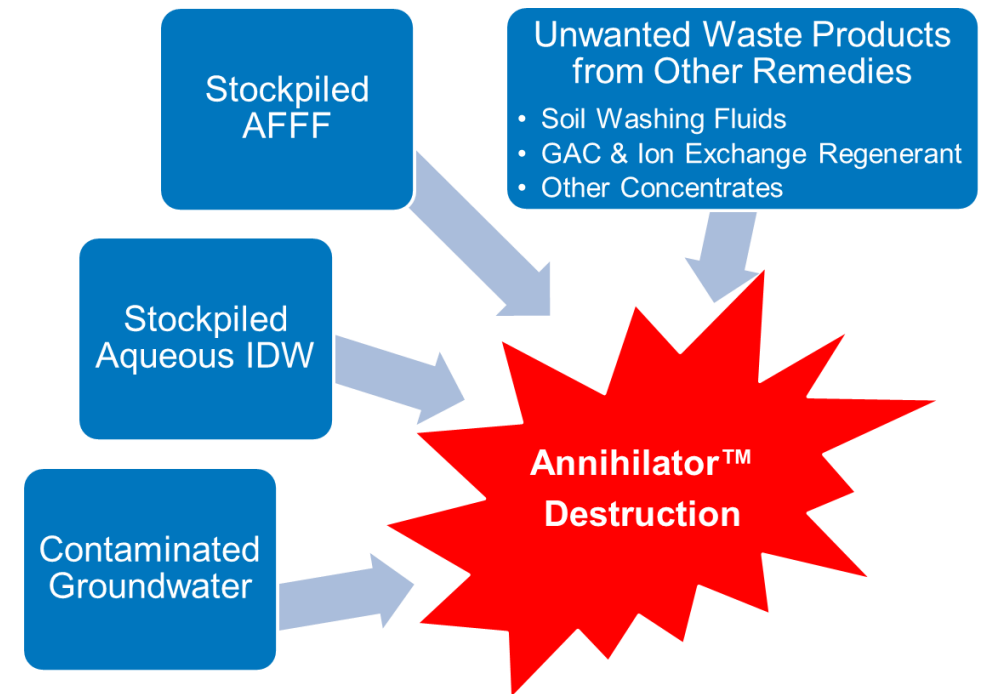 Stockpiled
AFFF
Unwanted Waste Products
from Other Remedies
• Soil Washing Fluids
• GAC & Ion Exchange Regenerant
• Other Concentrates
Stockpiled
Aqueous IDW
Contaminated
Groundwater
Annihilator™
Destruction